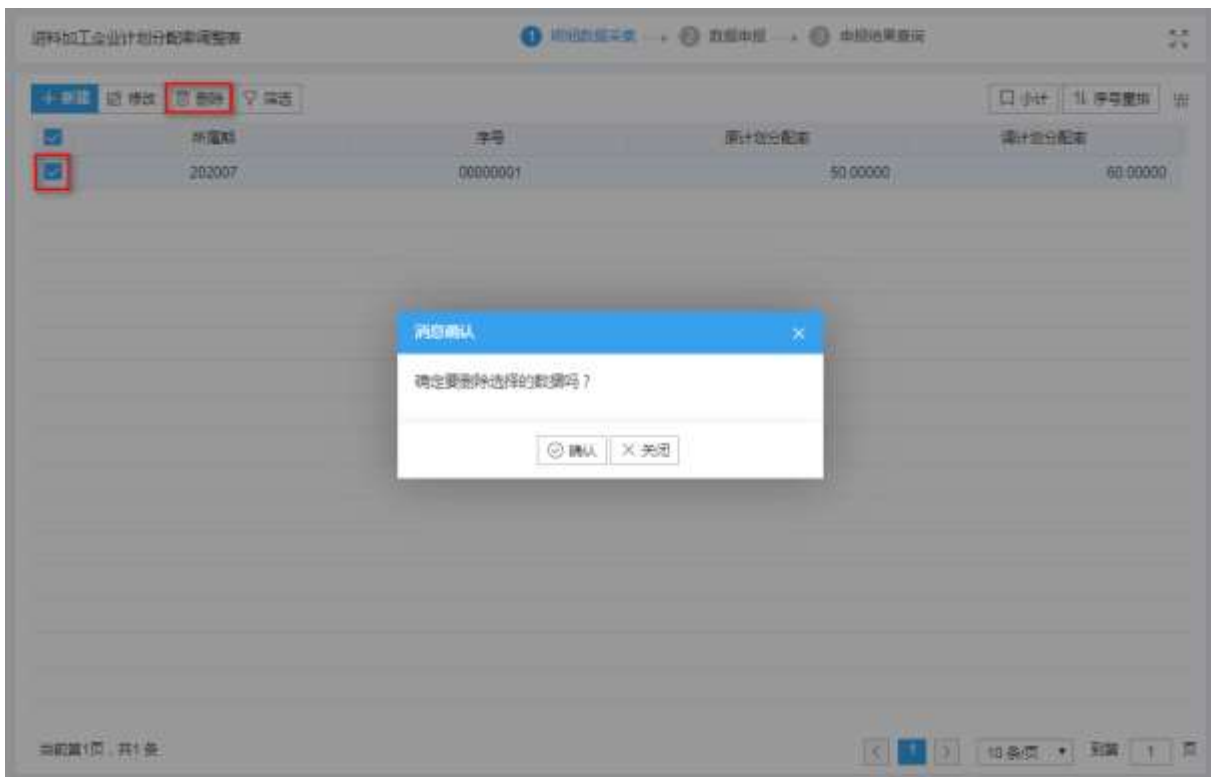 进料加工企业计划分配率调整表
1 明细数据采集 → 2 数据申报 → 3 申报结果查询
+ 新建 修改 删除 筛选 小计 序号重排
所属期 序号 原计划分配率 调计划分配率
202007 00000001 50.00000 60.00000
消息确认 ×
确定要删除选择的数据吗？
确认 × 关闭
当前第1页，共1条 < 1 > 10 条/页 到第 1 页